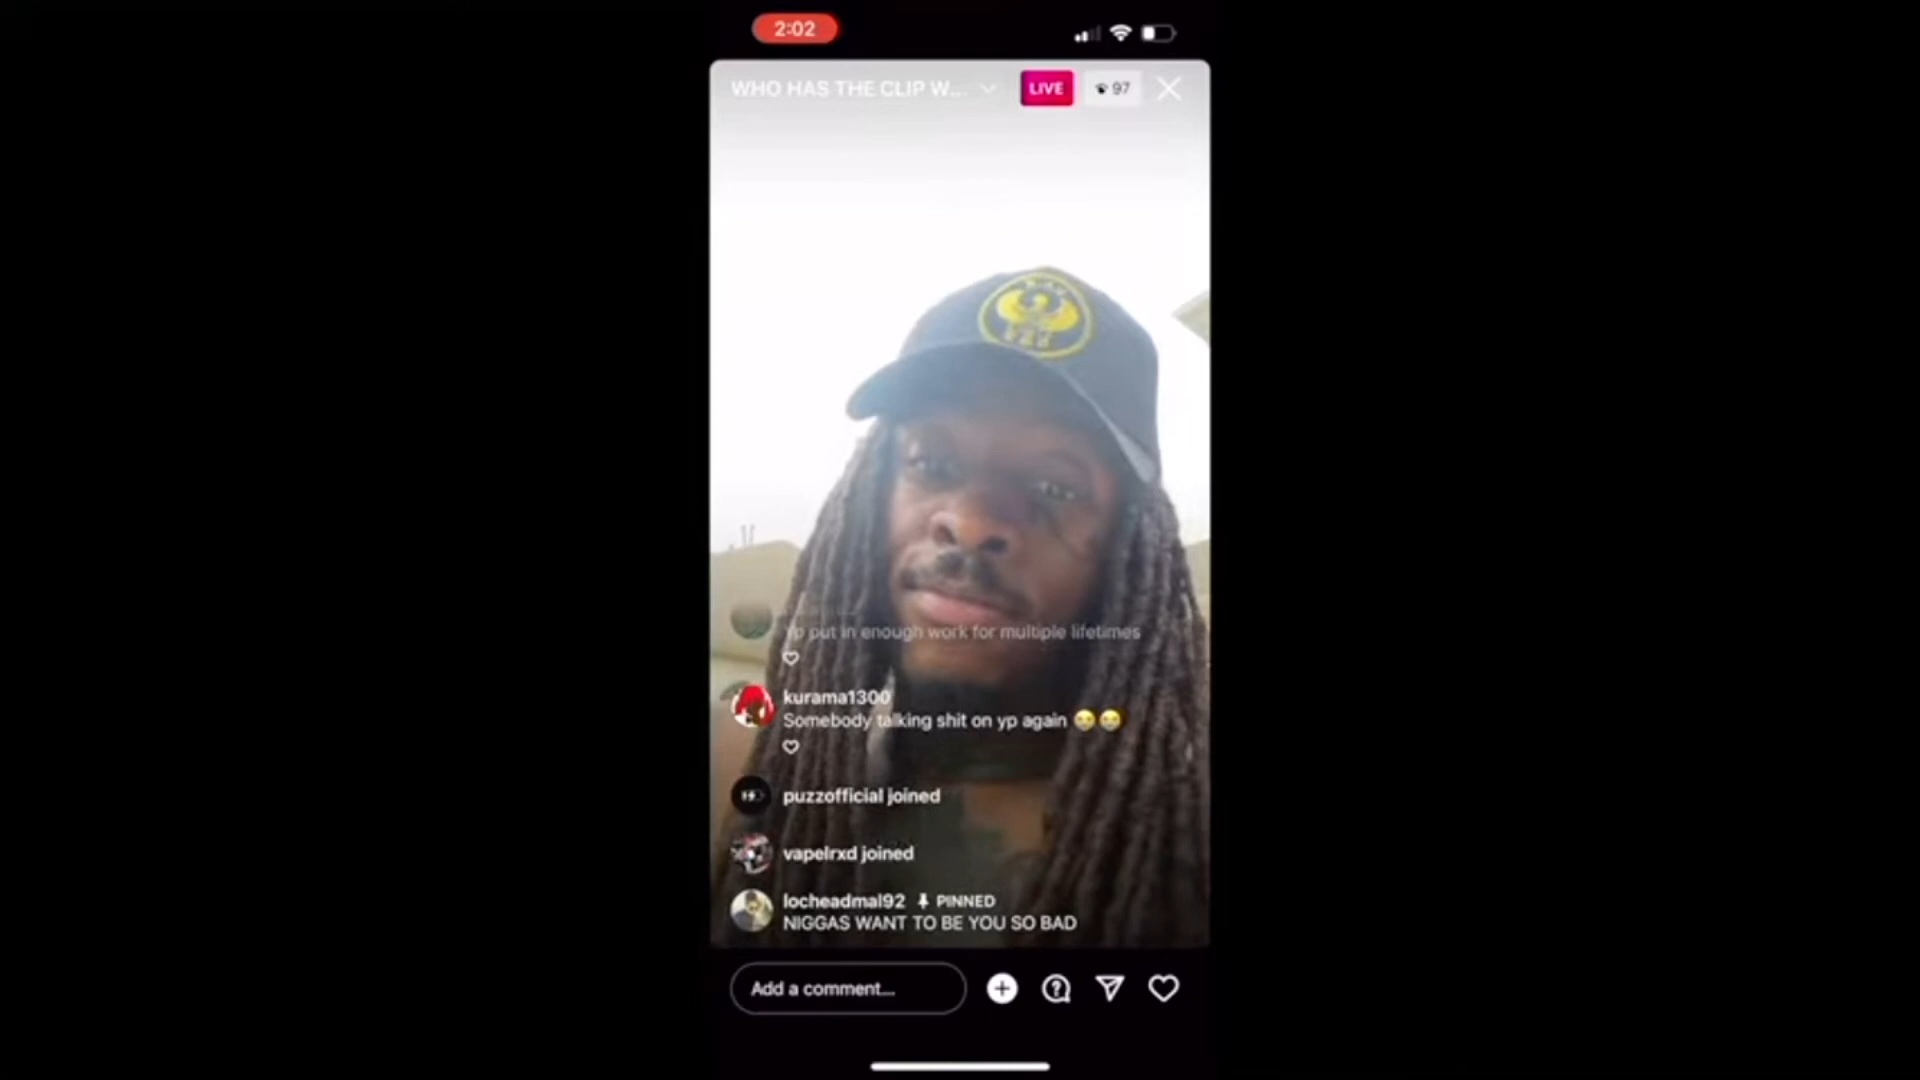 2:02
WHO HAS THE CLIP W...
LIVE
97
Yp put in enough work for multiple lifetimes
kurama1300
Somebody talking shit on yp again 😂😂
puzzofficial joined
vapelrxd joined
locheadmal92 PINNED
NIGGAS WANT TO BE YOU SO BAD
Add a comment...